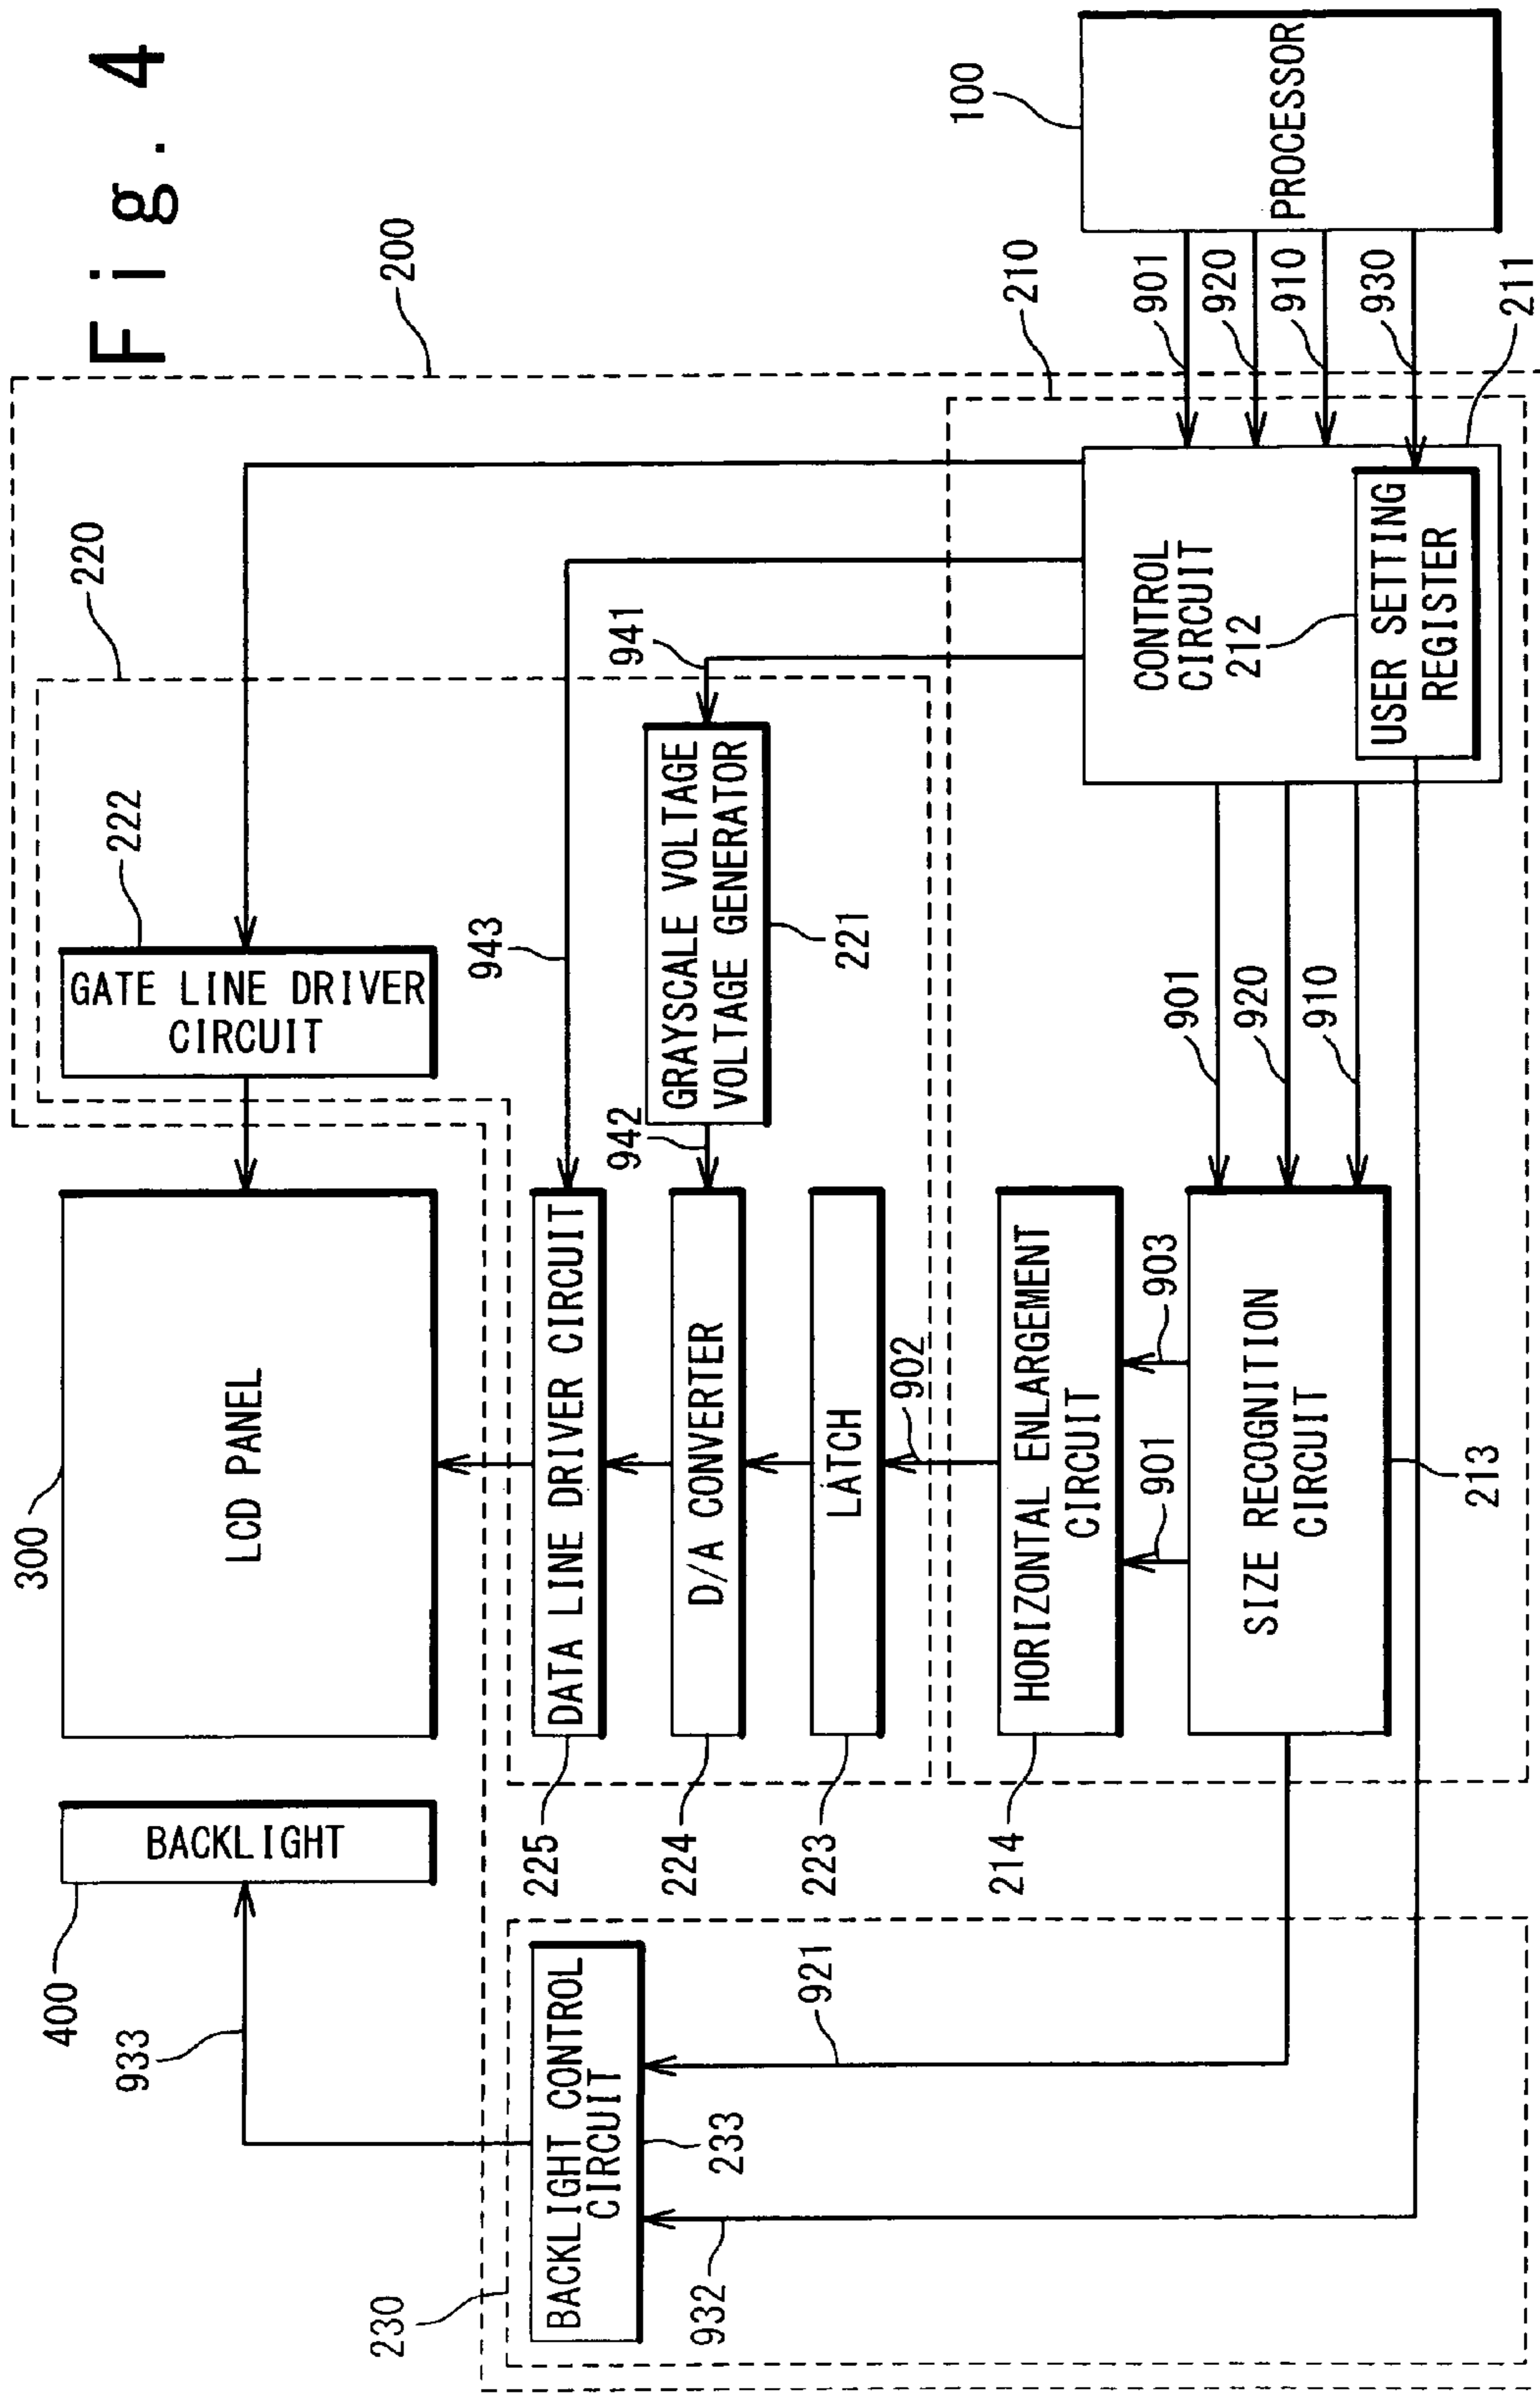 Fig. 4
300
LCD PANEL
400
BACKLIGHT
933
GATE LINE DRIVER
CIRCUIT
222
220
200
230
BACKLIGHT CONTROL
CIRCUIT
233
932
921
225
DATA LINE DRIVER CIRCUIT
943
224
D/A CONVERTER
942
GRAYSCALE VOLTAGE
VOLTAGE GENERATOR
221
941
223
LATCH
902
214
HORIZONTAL ENLARGEMENT
CIRCUIT
901
903
SIZE RECOGNITION
CIRCUIT
213
901
920
910
CONTROL
CIRCUIT
212
USER SETTING
REGISTER
210
211
901
920
910
930
100
PROCESSOR